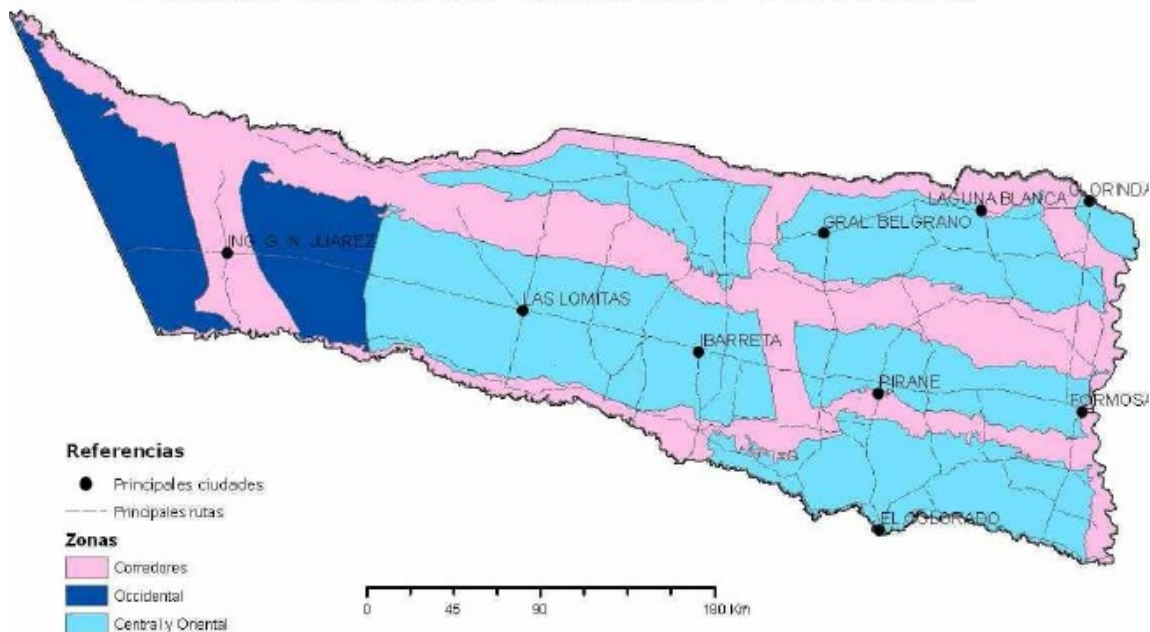 CLORINDA
LAGUNA BLANCA
GRAL. BELGRANO
ING. G. N. JUAREZ
LAS LOMITAS
IBARRETA
PIRANE
FORMOSA
EL COLORADO
Referencias
Principales ciudades
Principales rutas
Zonas
Corredores
Occidental
Central y Oriental
0 45 90 180 Km